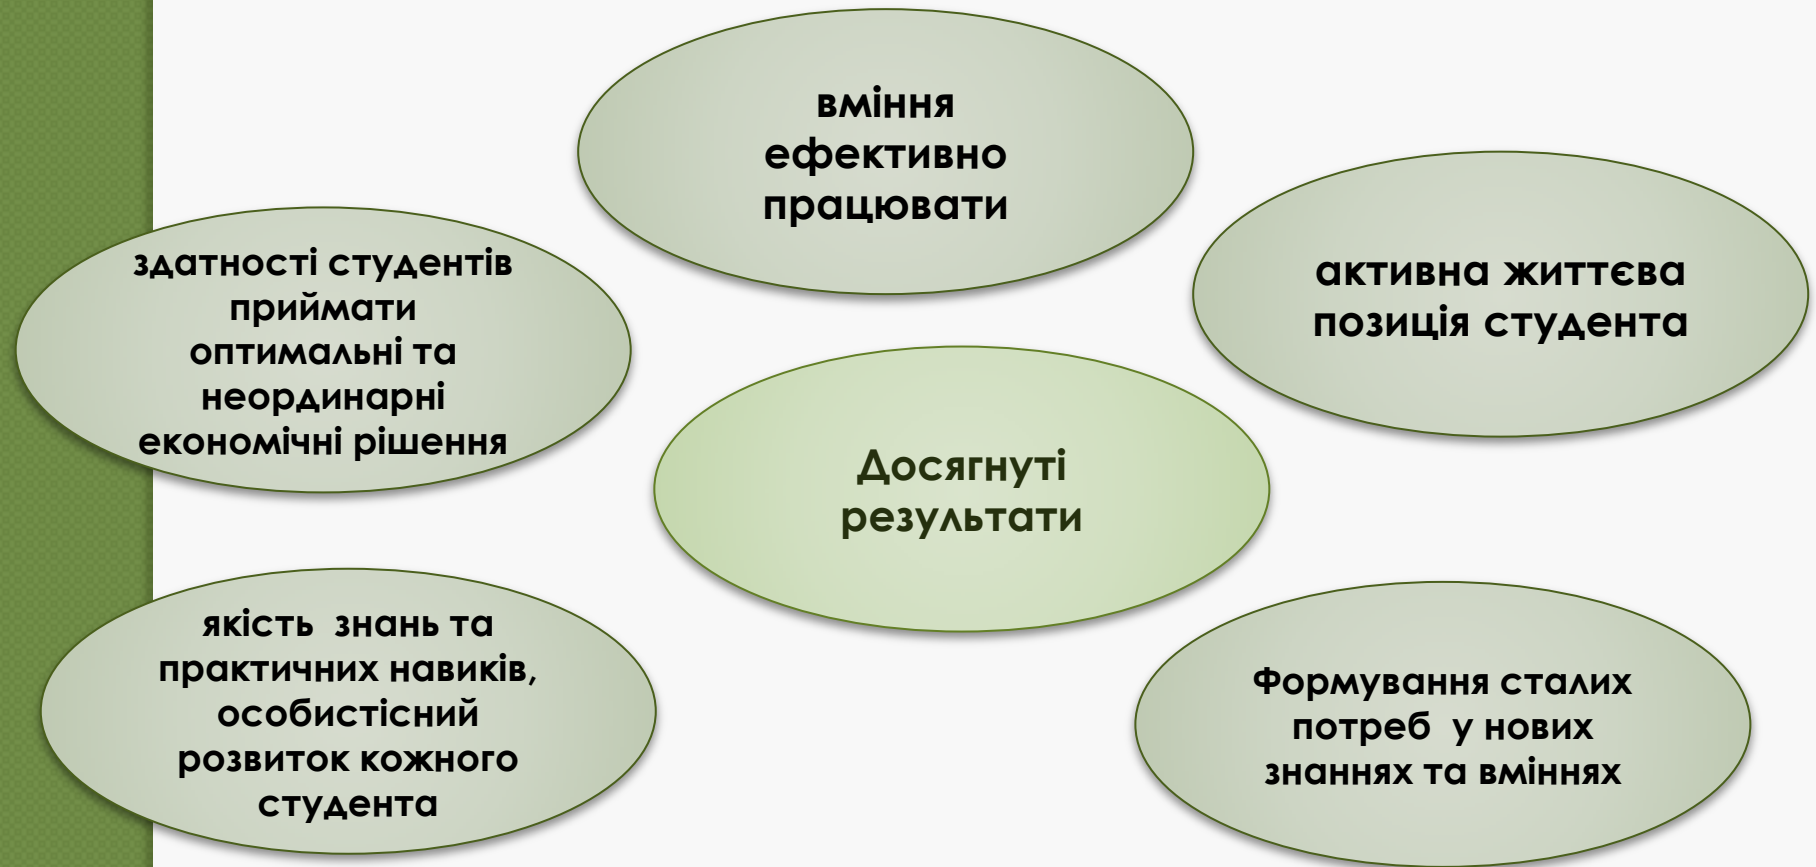 вміння
ефективно
працювати
здатності студентів
приймати
оптимальні та
неординарні
економічні рішення
активна життєва
позиція студента
Досягнуті
результати
якість знань та
практичних навиків,
особистісний
розвиток кожного
студента
Формування сталих
потреб у нових
знаннях та вміннях